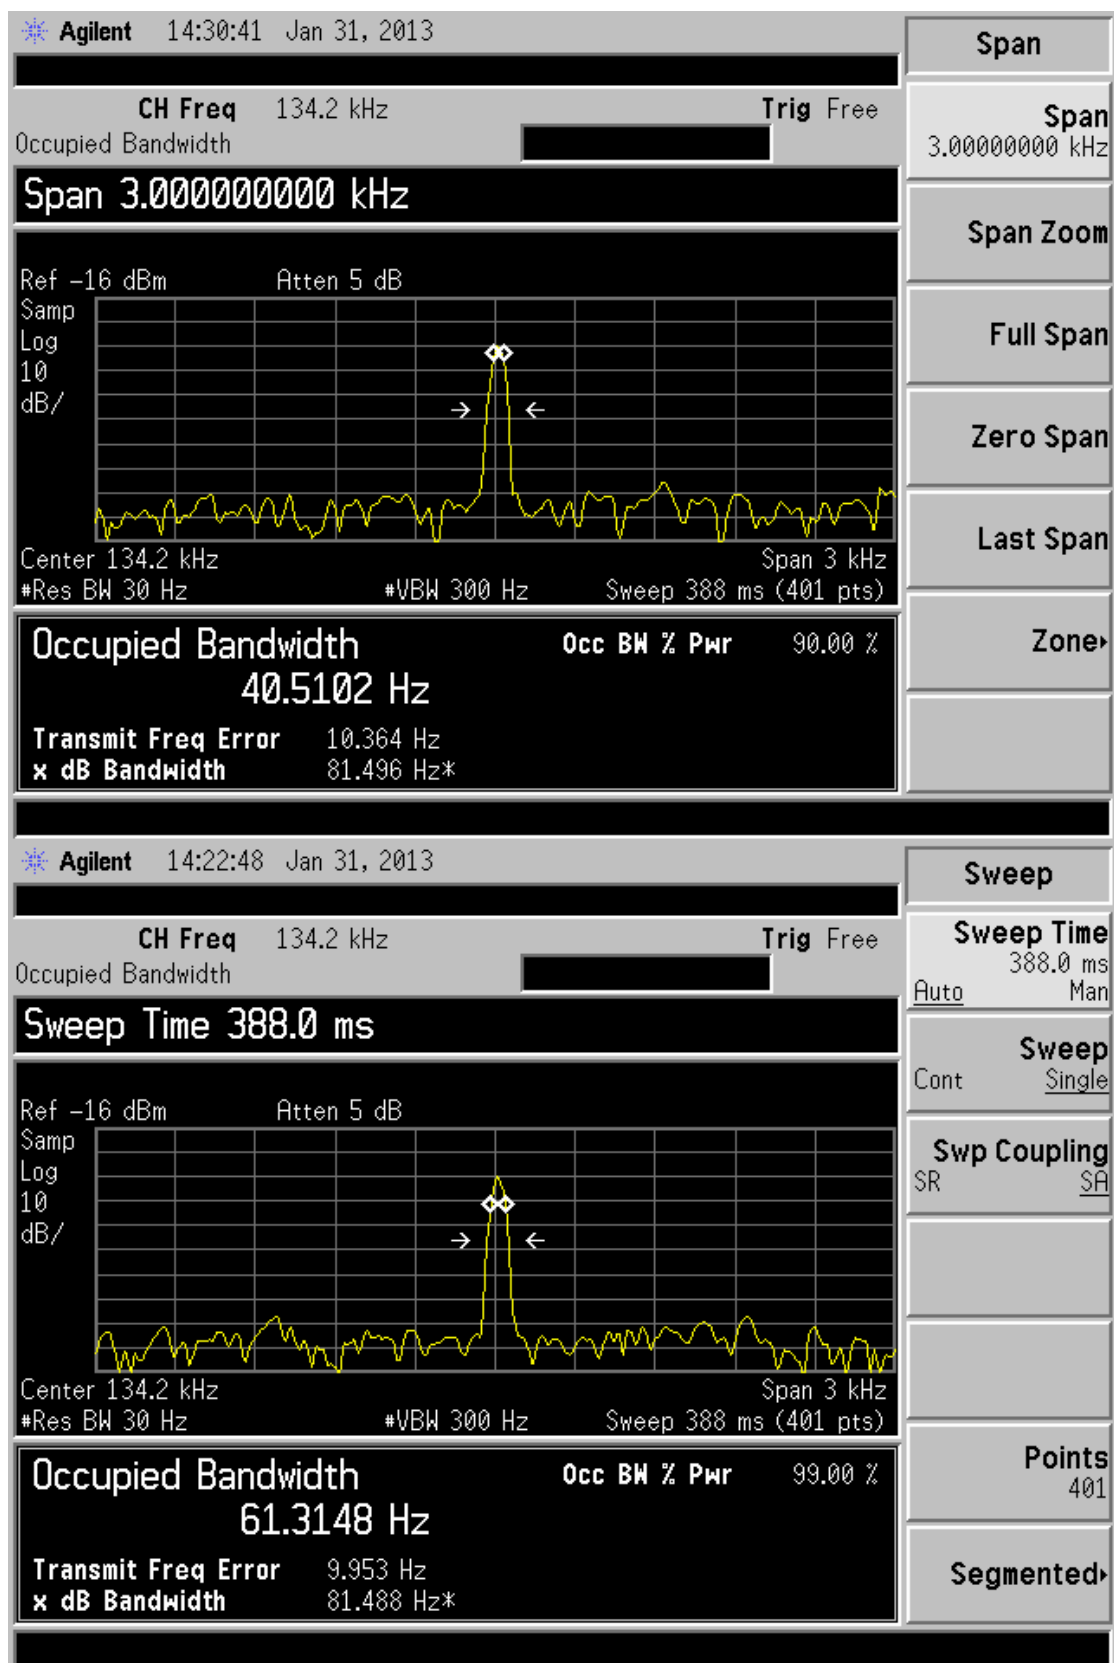 Agilent 14:30:41 Jan 31, 2013
Span
CH Freq 134.2 kHz Trig Free
Occupied Bandwidth
Span
3.00000000 kHz
Span 3.000000000 kHz
Span Zoom
Ref -16 dBm Atten 5 dB
Samp
Log
10
dB/
Full Span
Zero Span
Last Span
Center 134.2 kHz Span 3 kHz
#Res BW 30 Hz #VBW 300 Hz Sweep 388 ms (401 pts)
Occupied Bandwidth Occ BW % Pwr 90.00 %
40.5102 Hz
Zone
Transmit Freq Error 10.364 Hz
x dB Bandwidth 81.496 Hz*
Agilent 14:22:48 Jan 31, 2013
Sweep
CH Freq 134.2 kHz Trig Free
Occupied Bandwidth
Sweep Time
388.0 ms
Auto Man
Sweep Time 388.0 ms
Sweep
Cont Single
Ref -16 dBm Atten 5 dB
Samp
Log
10
dB/
Swp Coupling
SR SA
Center 134.2 kHz Span 3 kHz
#Res BW 30 Hz #VBW 300 Hz Sweep 388 ms (401 pts)
Occupied Bandwidth Occ BW % Pwr 99.00 %
61.3148 Hz
Points
401
Transmit Freq Error 9.953 Hz
x dB Bandwidth 81.488 Hz*
Segmented